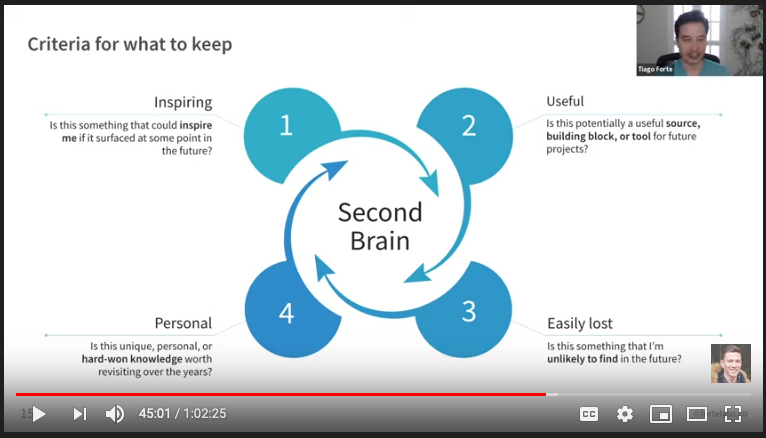 Criteria for what to keep
Tiago Forte
Inspiring
Is this something that could inspire
me if it surfaced at some point in
the future?
1
2
Useful
Is this potentially a useful source,
building block, or tool for future
projects?
Second
Brain
4
3
Personal
Is this unique, personal, or
hard-won knowledge worth
revisiting over the years?
Easily lost
Is this something that I'm
unlikely to find in the future?
45:01 / 1:02:25
CC